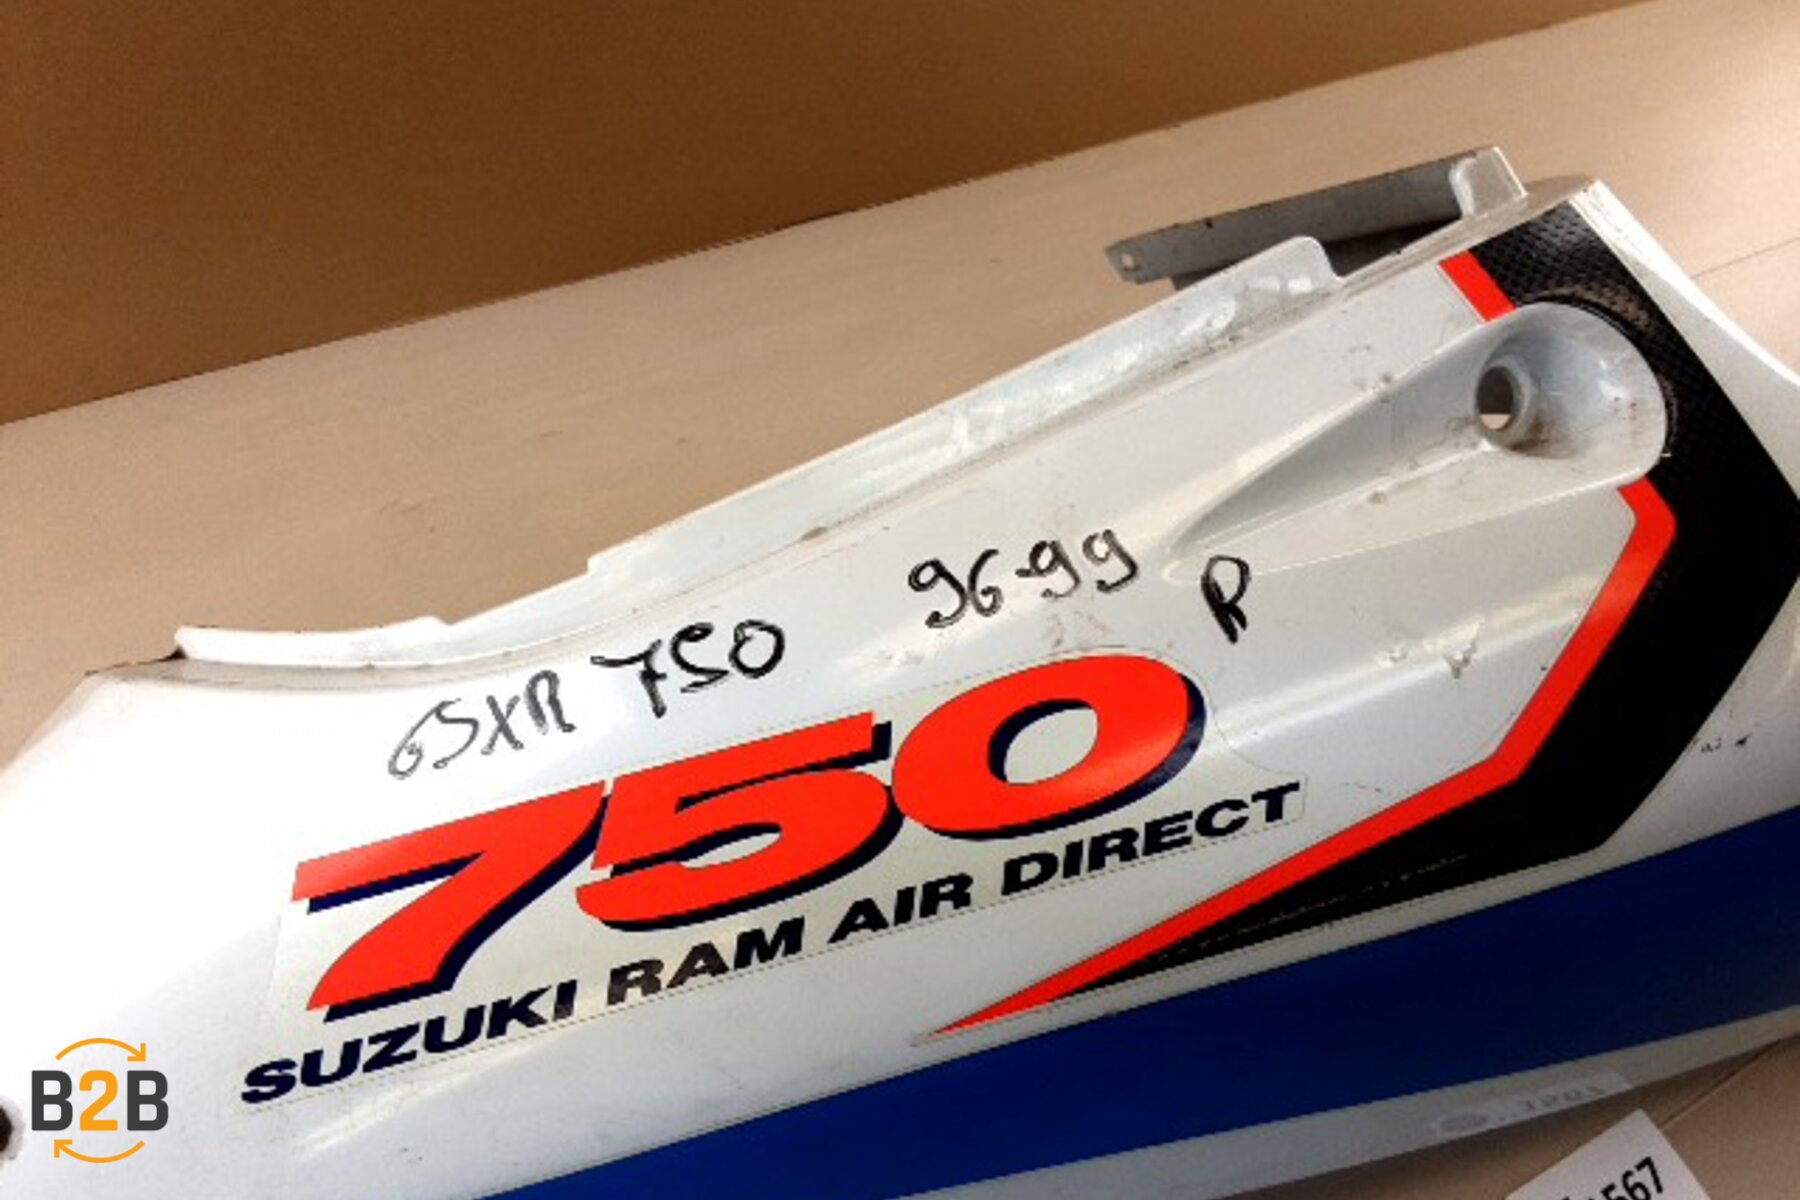 GSXR 750 96-99 R
750
SUZUKI RAM AIR DIRECT
B2B